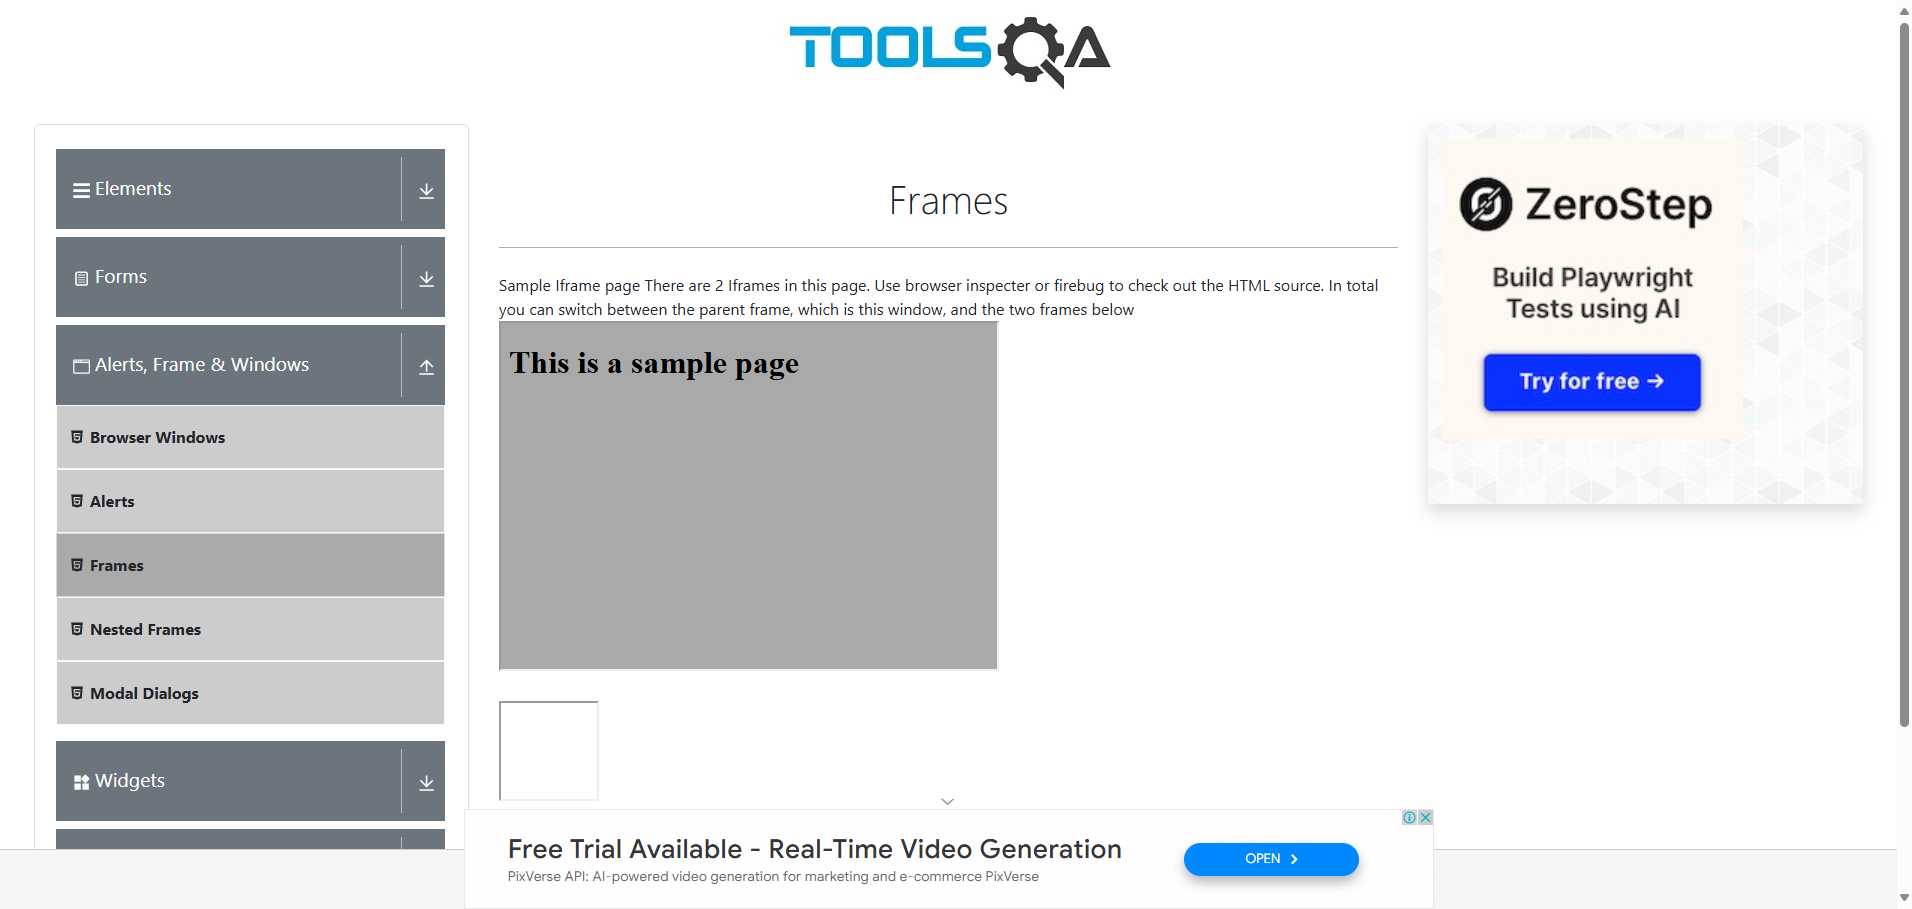 TOOLSQA
Elements
Forms
Alerts, Frame & Windows
Browser Windows
Alerts
Frames
Nested Frames
Modal Dialogs
Widgets
Frames
Sample Iframe page There are 2 Iframes in this page. Use browser inspecter or firebug to check out the HTML source. In total
you can switch between the parent frame, which is this window, and the two frames below
This is a sample page
ZeroStep
Build Playwright
Tests using AI
Try for free →
Free Trial Available - Real-Time Video Generation
PixVerse API: AI-powered video generation for marketing and e-commerce PixVerse
OPEN